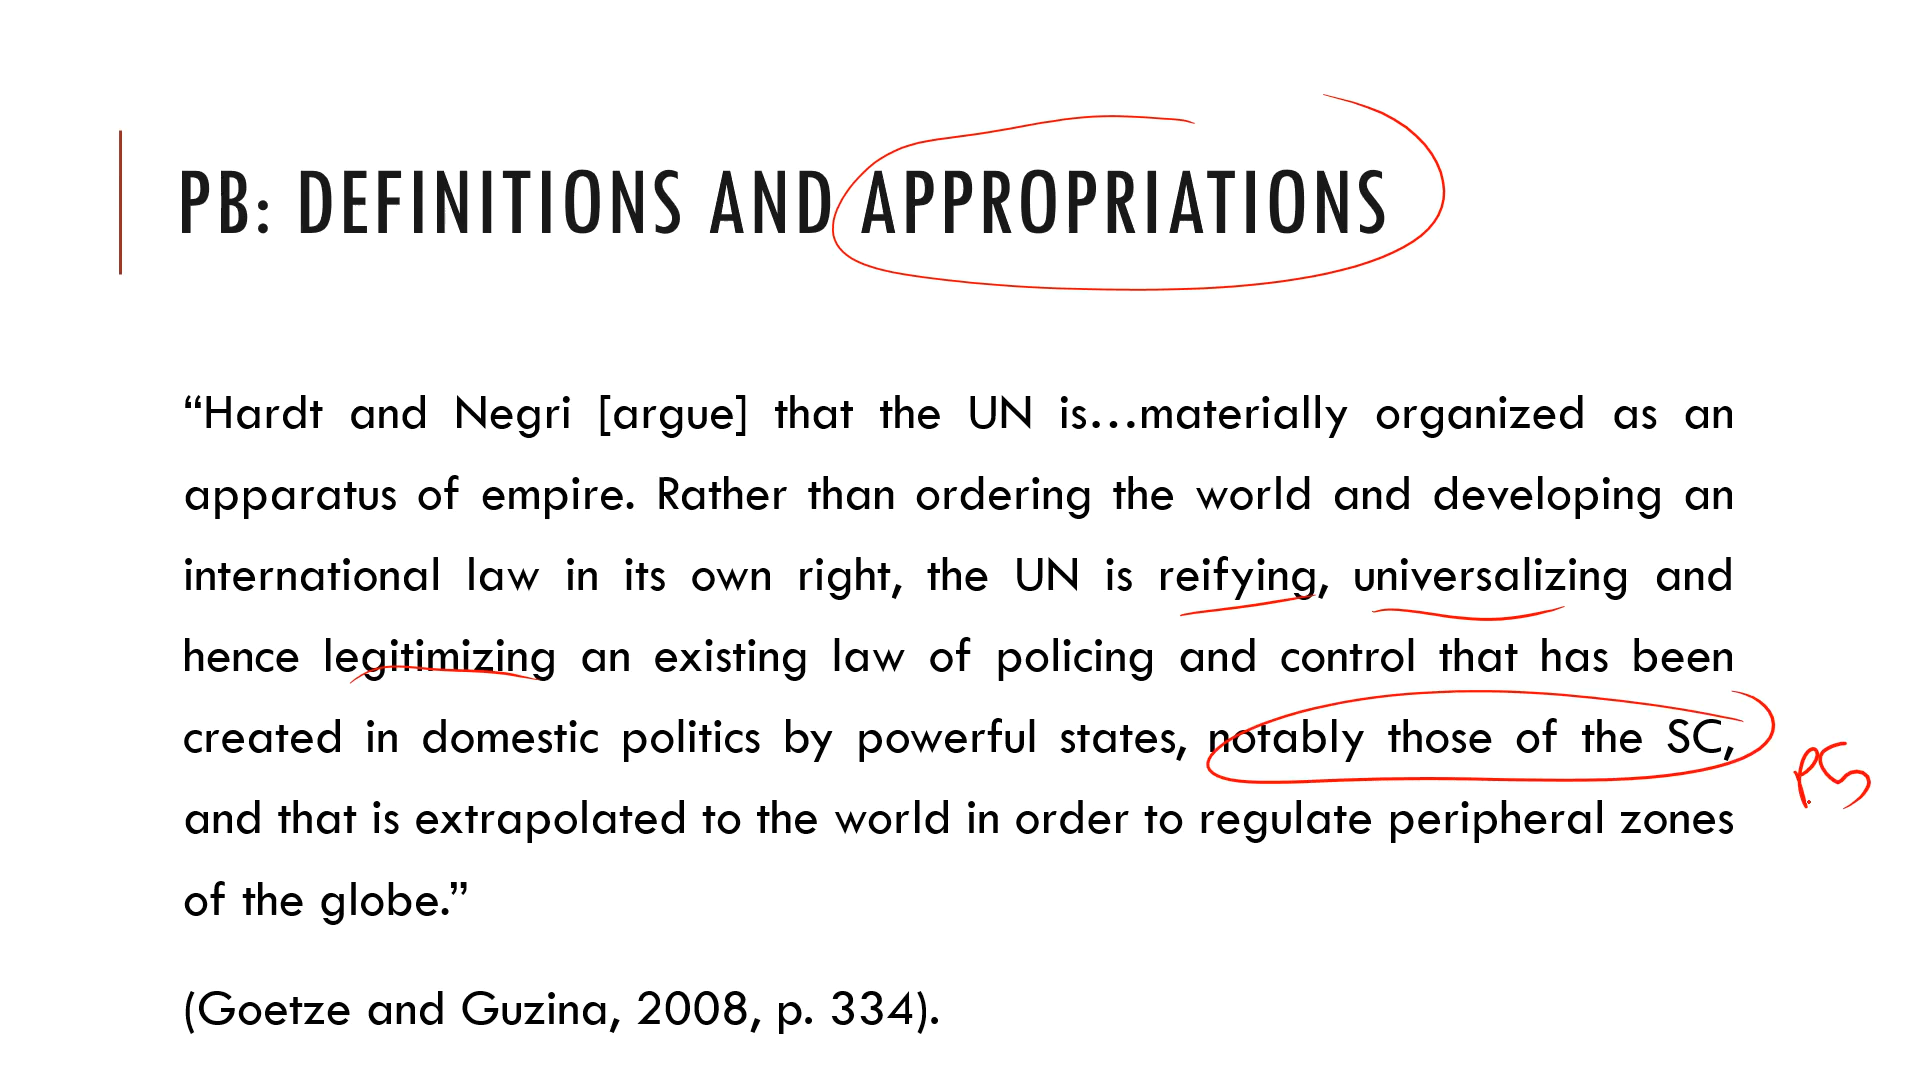 PB: DEFINITIONS AND APPROPRIATIONS
“Hardt and Negri [argue] that the UN is…materially organized as an
apparatus of empire. Rather than ordering the world and developing an
international law in its own right, the UN is reifying, universalizing and
hence legitimizing an existing law of policing and control that has been
created in domestic politics by powerful states, notably those of the SC,
P5
and that is extrapolated to the world in order to regulate peripheral zones
of the globe.”
(Goetze and Guzina, 2008, p. 334).